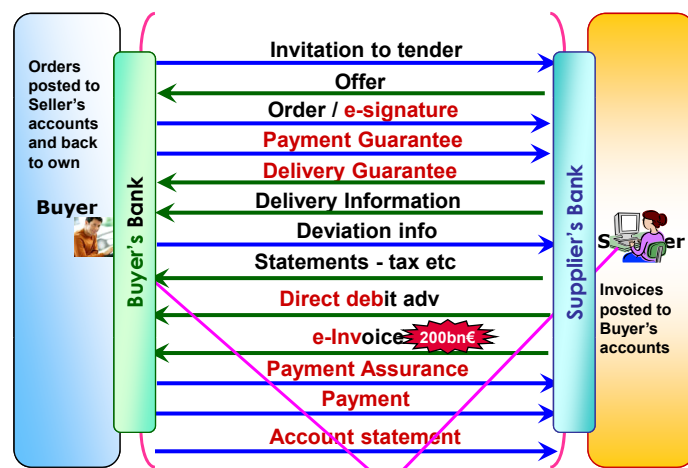 Invitation to tender
Orders
posted to
Seller's
accounts
and back
to own
Offer
Order / e-signature
Payment Guarantee
Delivery Guarantee
Buyer
Delivery Information
Deviation info
Statements - tax etc
Direct debit adv
e-Invoice 200bn€
Payment Assurance
Payment
Account statement
Buyer's Bank
Supplier's Bank
Invoices
posted to
Buyer's
accounts